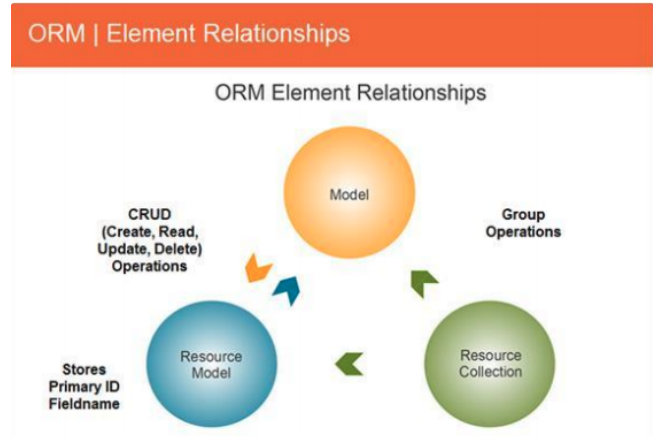 ORM | Element Relationships
ORM Element Relationships
Model
CRUD
(Create, Read,
Update, Delete)
Operations
Group
Operations
Resource
Model
Resource
Collection
Stores
Primary ID
Fieldname